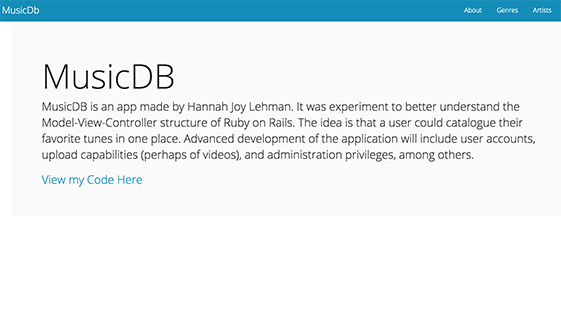 MusicDb About Genres Artists
MusicDB
MusicDB is an app made by Hannah Joy Lehman. It was experiment to better understand the
Model-View-Controller structure of Ruby on Rails. The idea is that a user could catalogue their
favorite tunes in one place. Advanced development of the application will include user accounts,
upload capabilities (perhaps of videos), and administration privileges, among others.
View my Code Here